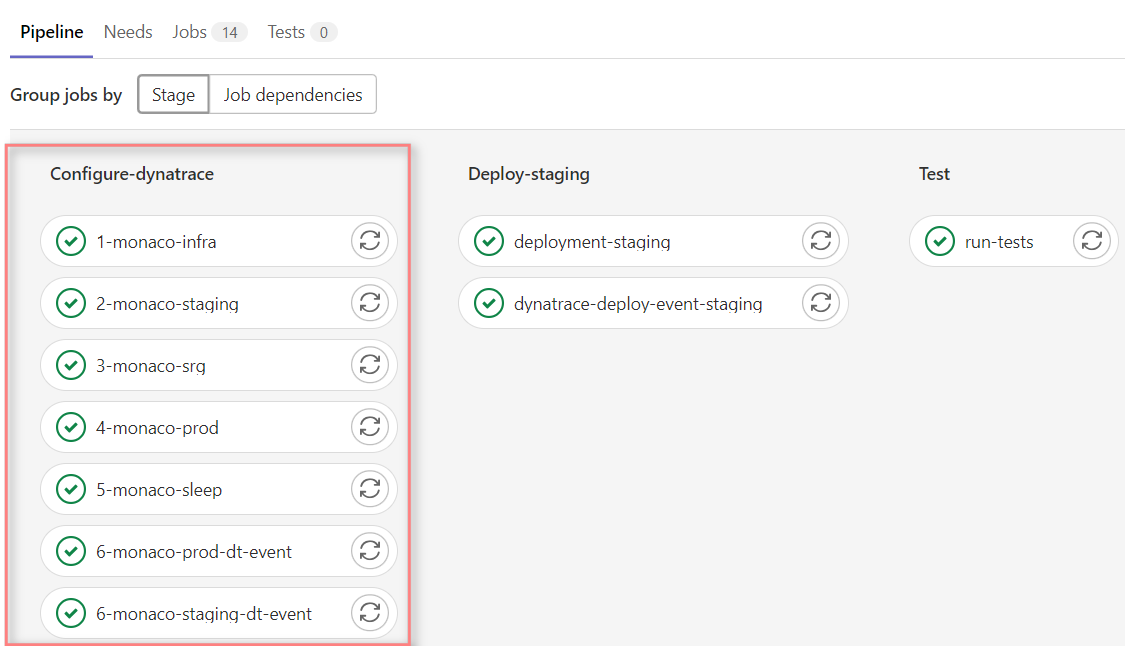 Pipeline Needs Jobs 14 Tests 0
Group jobs by Stage Job dependencies
Configure-dynatrace
1-monaco-infra
2-monaco-staging
3-monaco-srg
4-monaco-prod
5-monaco-sleep
6-monaco-prod-dt-event
6-monaco-staging-dt-event
Deploy-staging
deployment-staging
dynatrace-deploy-event-staging
Test
run-tests